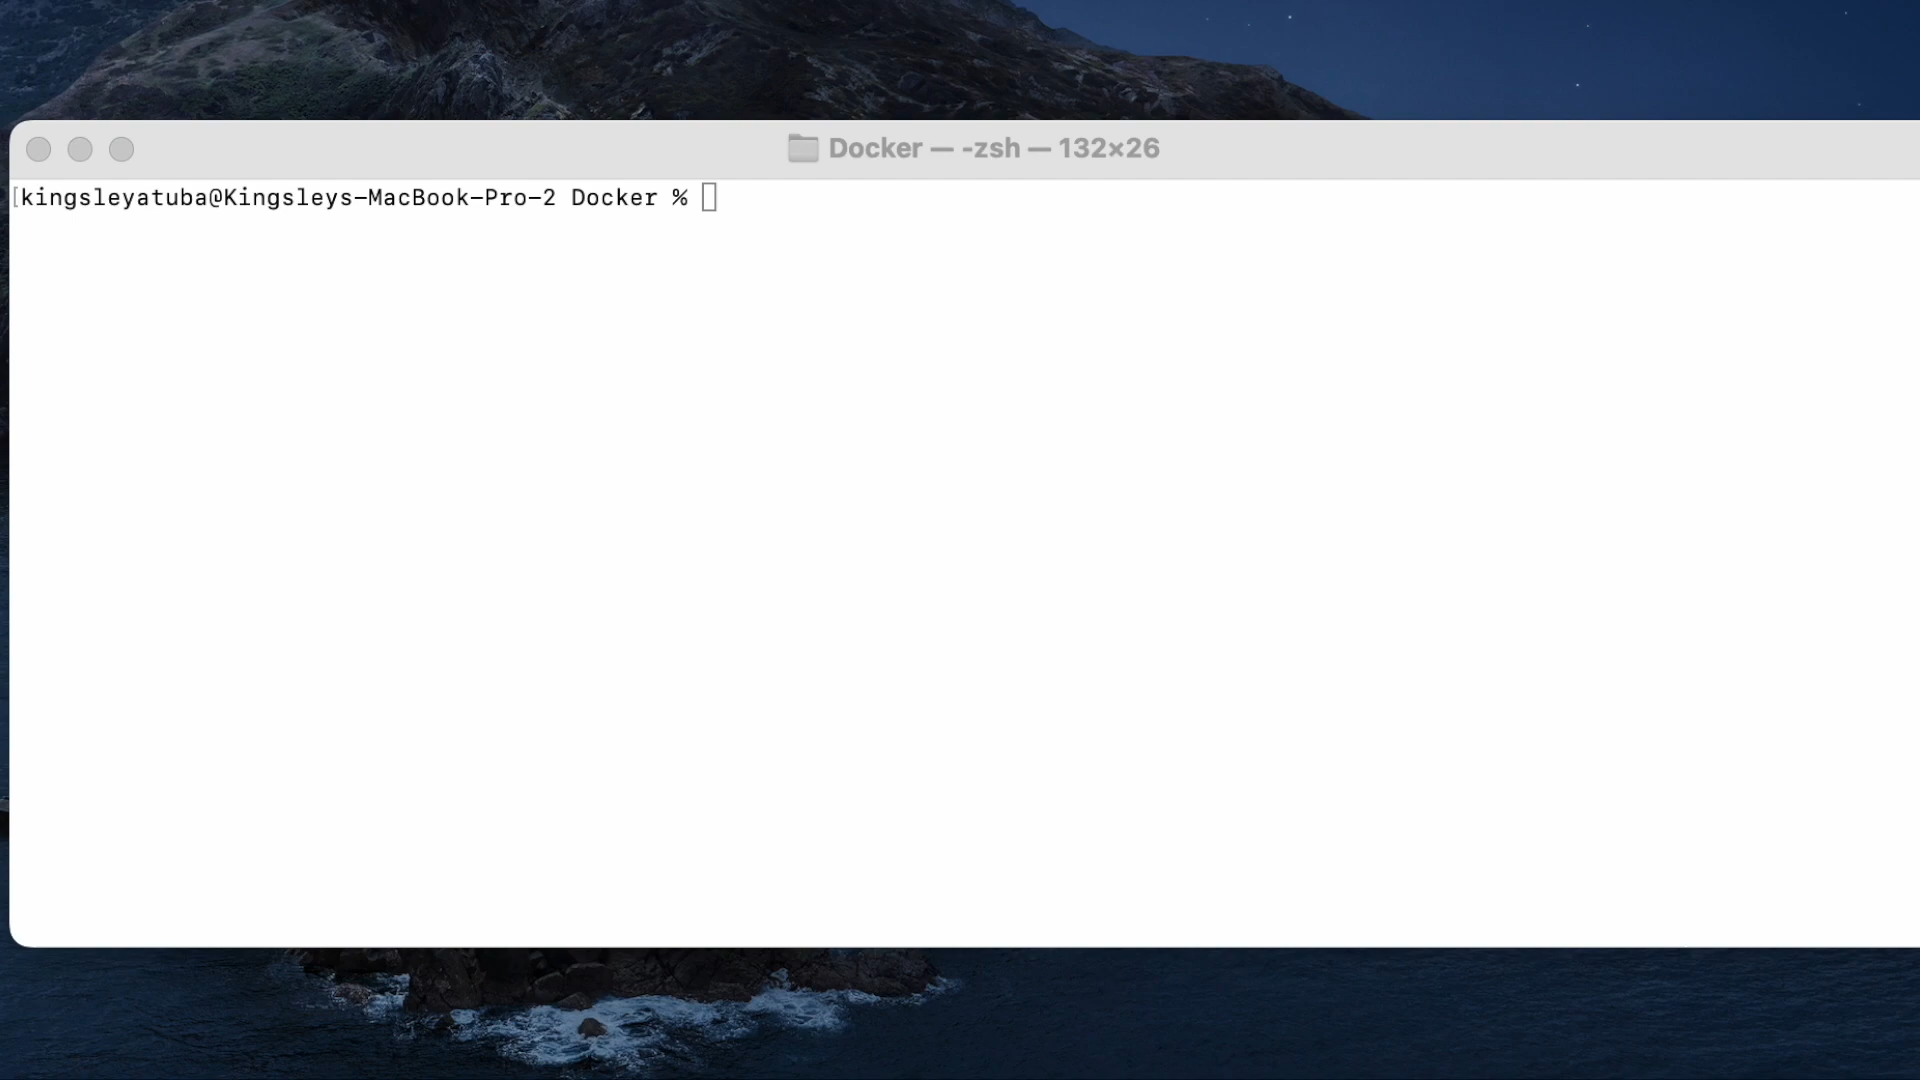 Docker — -zsh — 132×26
[kingsleyatuba@Kingsleys-MacBook-Pro-2 Docker %